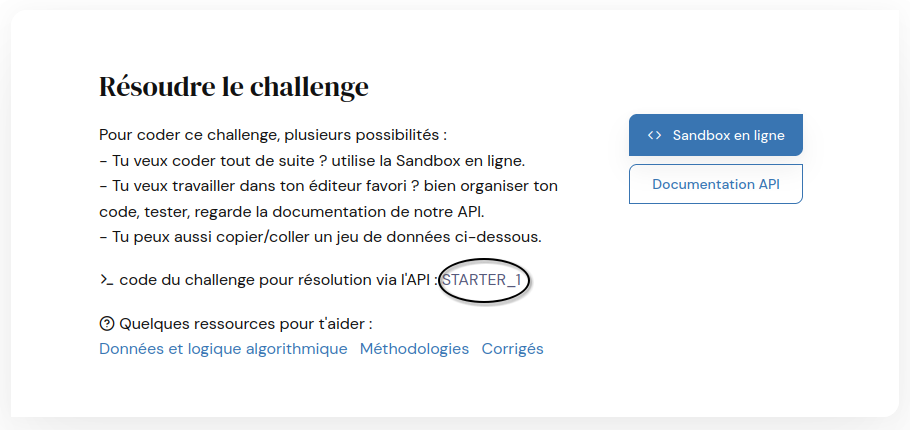 Résoudre le challenge
Pour coder ce challenge, plusieurs possibilités :
- Tu veux coder tout de suite ? utilise la Sandbox en ligne.
- Tu veux travailler dans ton éditeur favori ? bien organiser ton
code, tester, regarde la documentation de notre API.
- Tu peux aussi copier/coller un jeu de données ci-dessous.
code du challenge pour résolution via l'API : STARTER_1
Quelques ressources pour t'aider :
Données et logique algorithmique Méthodologies Corrigés
Sandbox en ligne
Documentation API